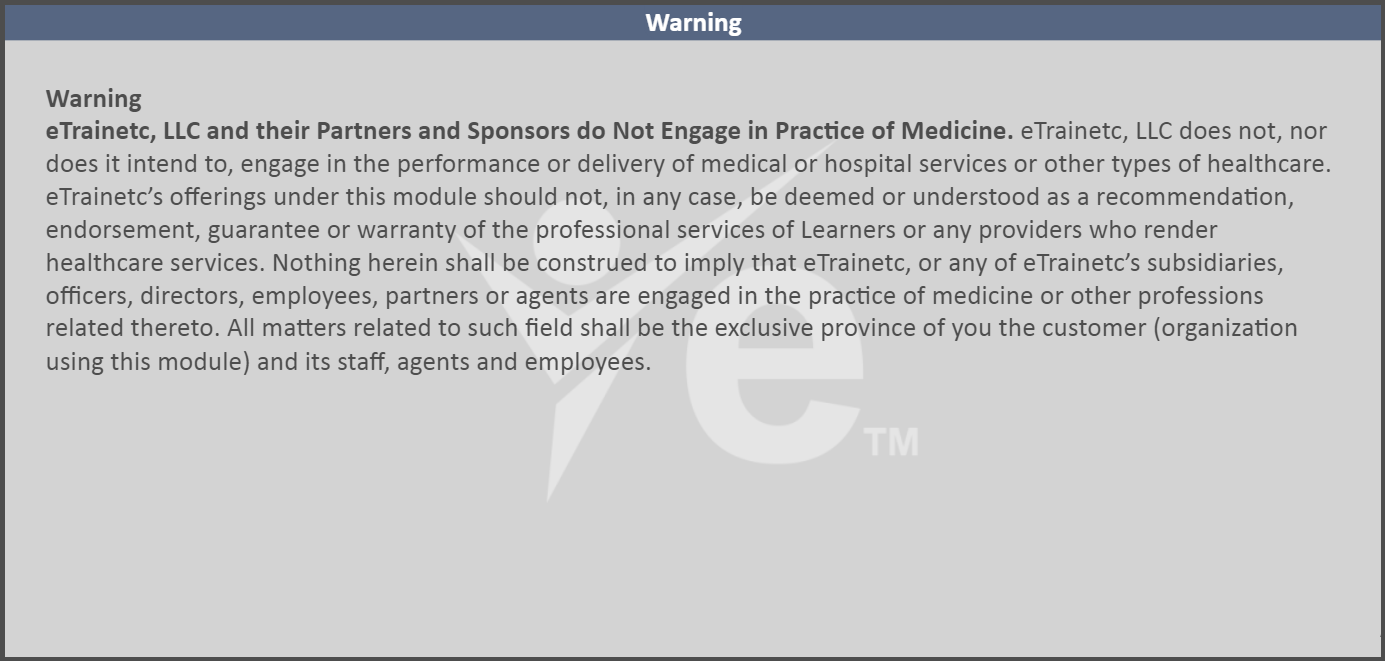 Warning
Warning
eTrainetc, LLC and their Partners and Sponsors do Not Engage in Practice of Medicine. eTrainetc, LLC does not, nor
does it intend to, engage in the performance or delivery of medical or hospital services or other types of healthcare.
eTrainetc’s offerings under this module should not, in any case, be deemed or understood as a recommendation,
endorsement, guarantee or warranty of the professional services of Learners or any providers who render
healthcare services. Nothing herein shall be construed to imply that eTrainetc, or any of eTrainetc’s subsidiaries,
officers, directors, employees, partners or agents are engaged in the practice of medicine or other professions
related thereto. All matters related to such field shall be the exclusive province of you the customer (organization
using this module) and its staff, agents and employees.
e TM